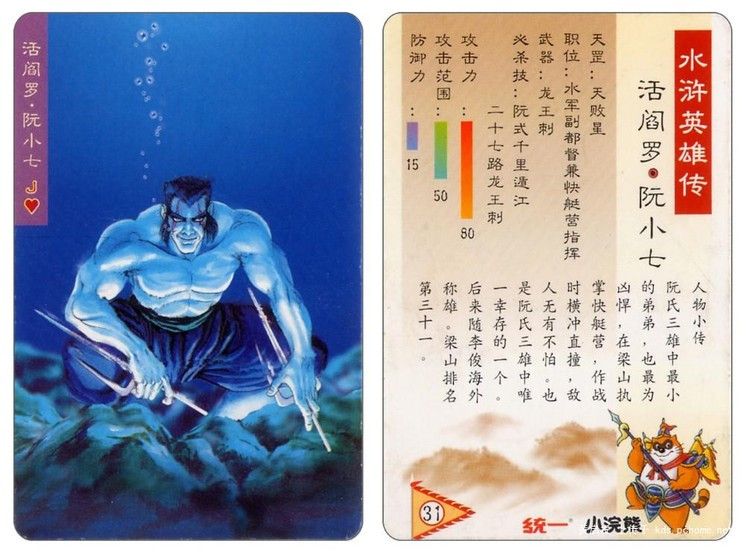 活阎罗·阮小七
J
水浒英雄传
活阎罗·阮小七
天罡：天败星
职位：水军副都督兼快艇营指挥
武器：龙王刺
必杀技：阮式千里遁江
二十七路龙王刺
攻击力：
80
攻击范围：
50
防御力：
15
人物小传
阮氏三雄中最小
的弟弟，也最为
凶悍，在梁山执
掌快艇营，作战
时横冲直撞，敌
人无有不怕。也
是阮氏三雄中唯
一幸存的一个。
后来随李俊海外
称雄。梁山排名
第三十一。
31
统一
小浣熊